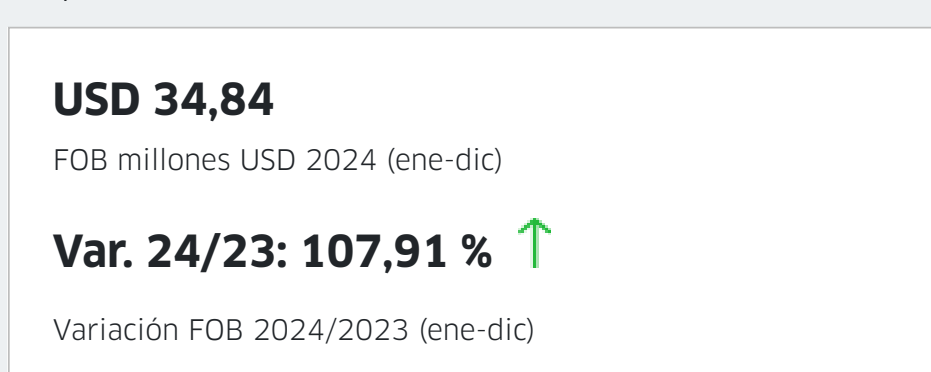 USD 34,84
FOB millones USD 2024 (ene-dic)
Var. 24/23: 107,91 %
Variación FOB 2024/2023 (ene-dic)